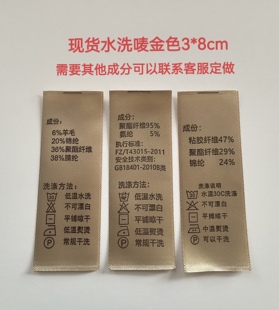 现货水洗唛金色3*8cm
需要其他成分可以联系客服定做
成份:
6%羊毛
20%锦纶
36%聚酯纤维
38%腈纶
洗涤方法:
低温水洗
不可漂白
平铺晾干
低温熨烫
常规干洗
成份:
聚酯纤维95%
氨纶 5%
执行标准:
FZ/T43015-2011
安全技术类别:
GB18401-2010B类
洗涤方法:
低温水洗
不可漂白
平铺晾干
低温熨烫
常规干洗
成份:
粘胶纤维47%
聚酯纤维29%
锦纶 24%
洗涤说明
水温30C洗涤
不可漂白
平铺晾干
中温熨烫
可以干洗